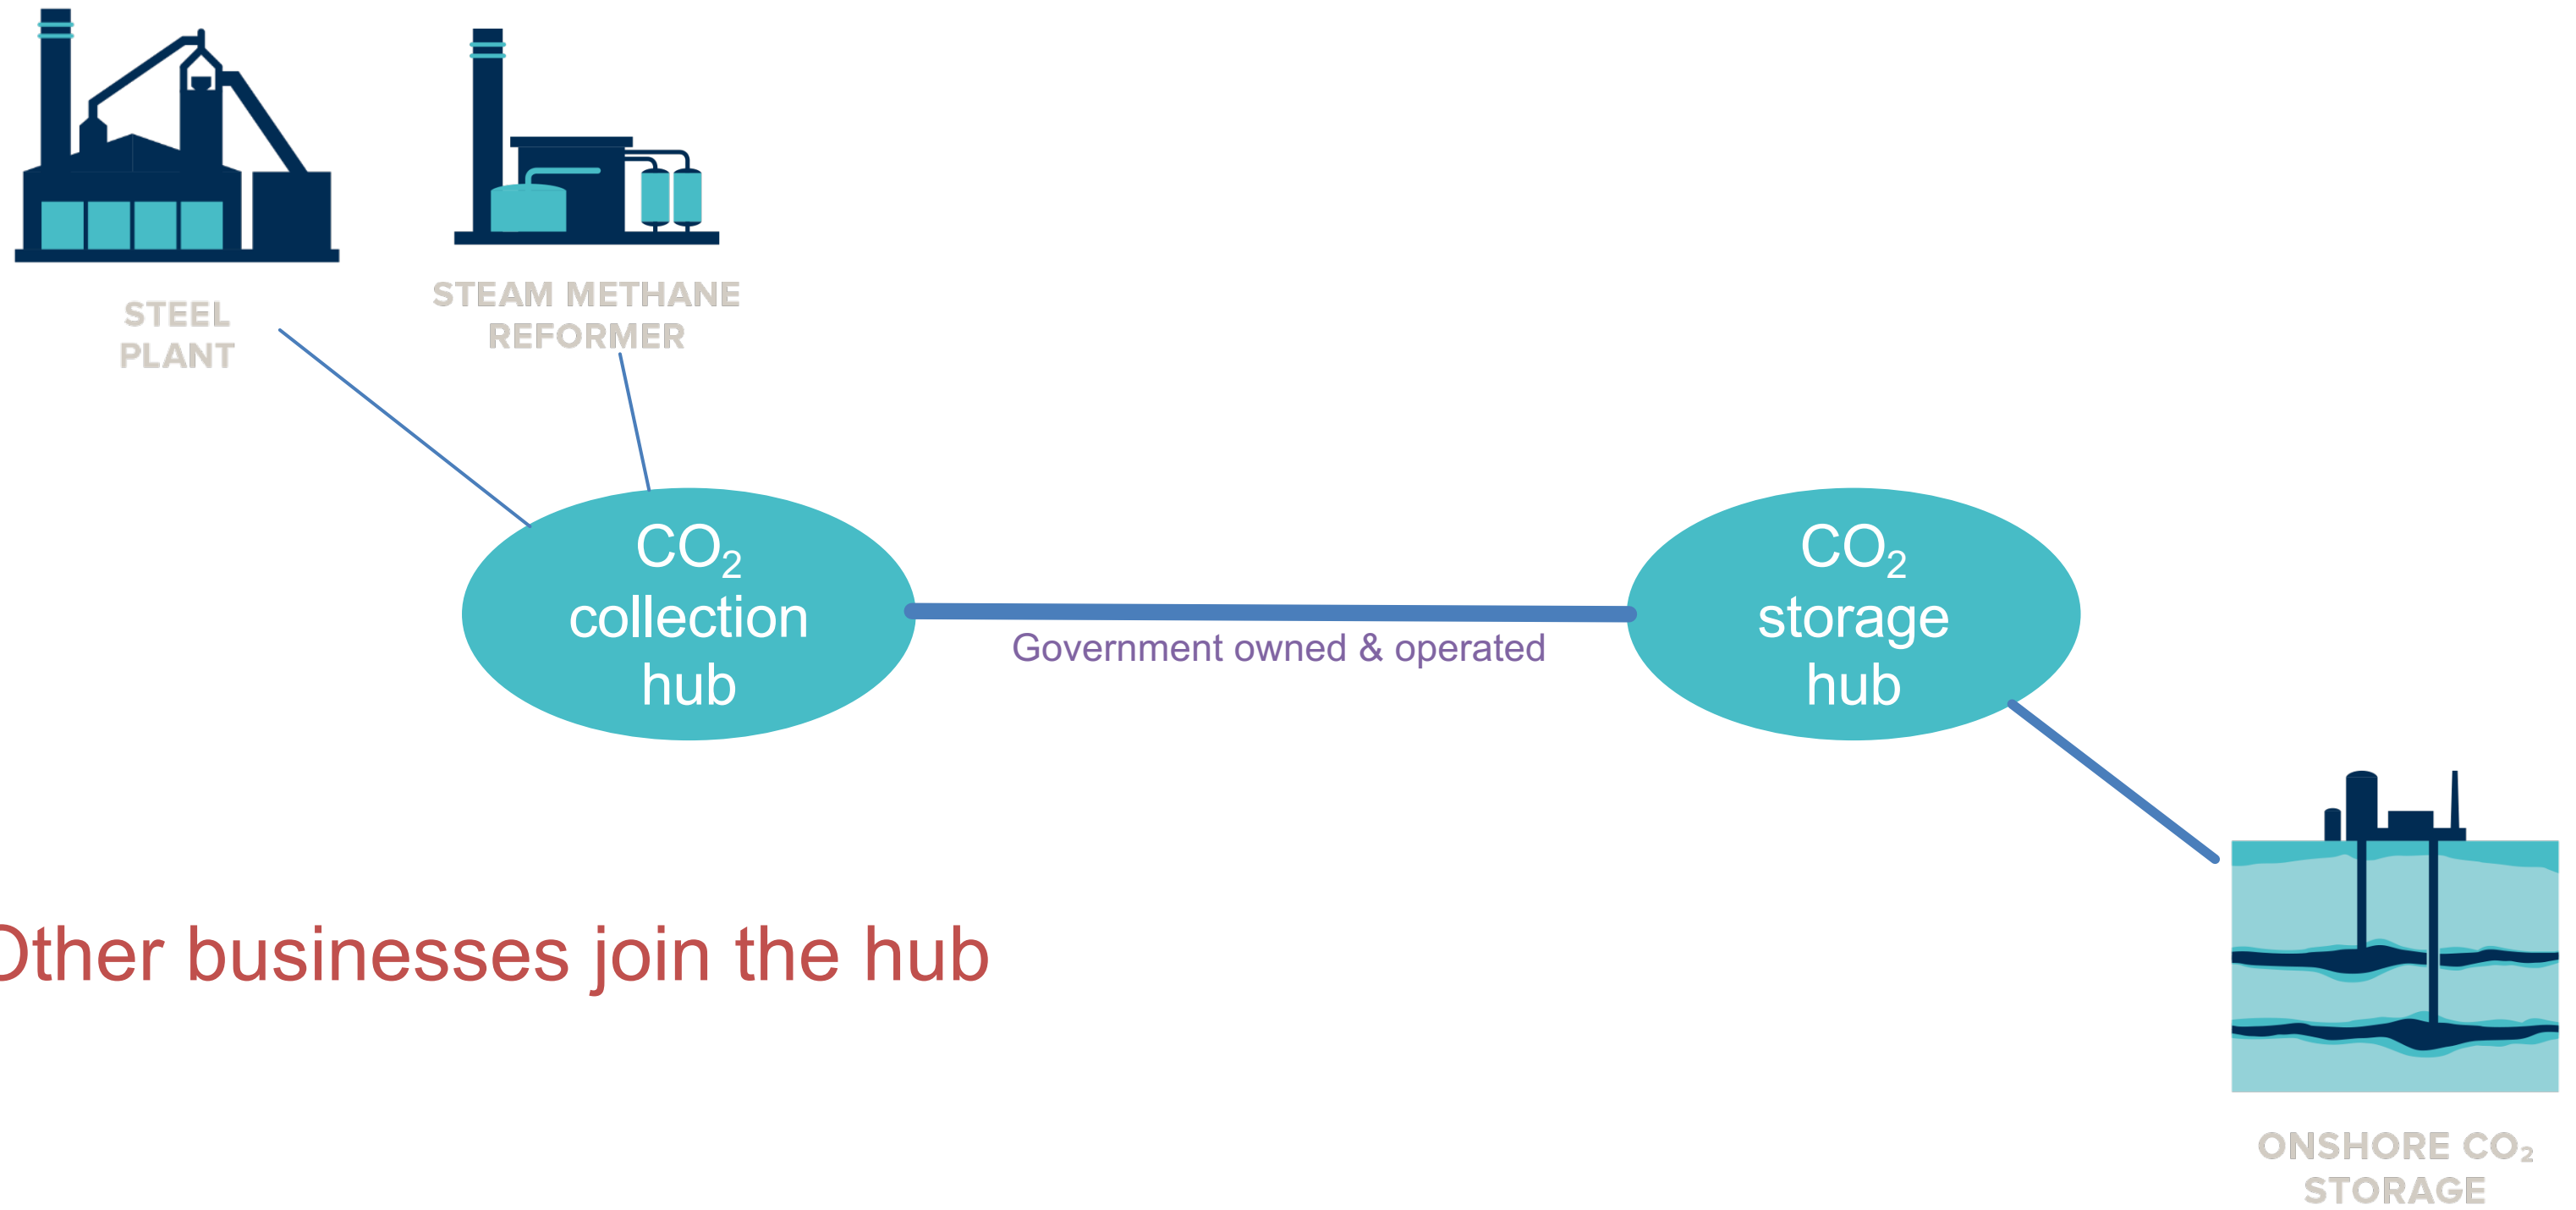 STEEL
PLANT
STEAM METHANE
REFORMER
CO₂
collection
hub
Government owned & operated
CO₂
storage
hub
Other businesses join the hub
ONSHORE CO₂
STORAGE